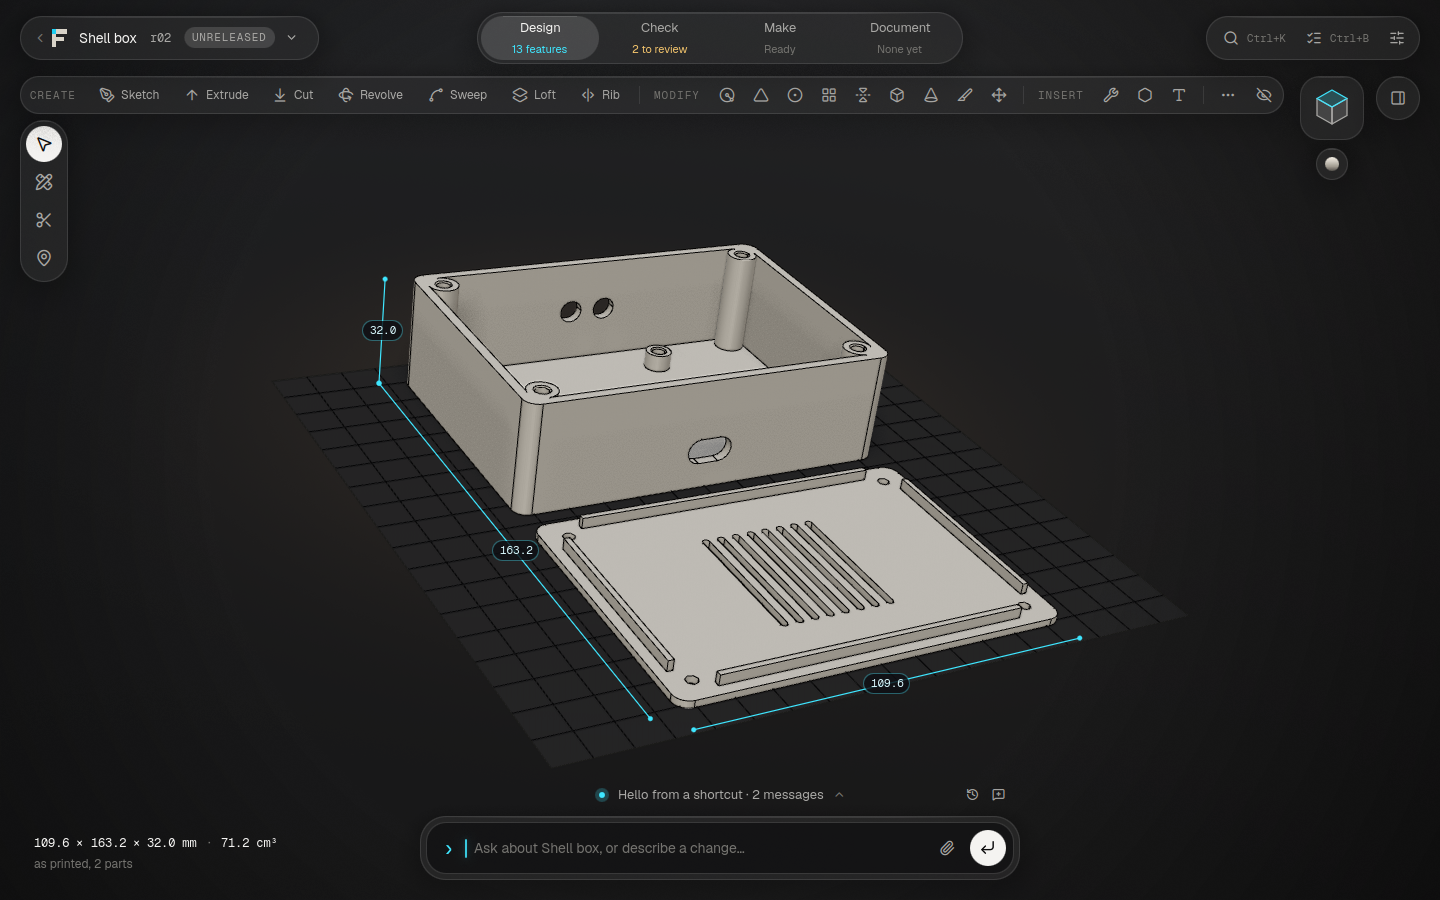 Shell box r02 UNRELEASED
Design Check Make Document
13 features 2 to review Ready None yet
Ctrl+K Ctrl+B
CREATE Sketch Extrude Cut Revolve Sweep Loft Rib MODIFY INSERT
32.0
163.2
109.6
Hello from a shortcut · 2 messages
Ask about Shell box, or describe a change…
109.6 × 163.2 × 32.0 mm · 71.2 cm³
as printed, 2 parts